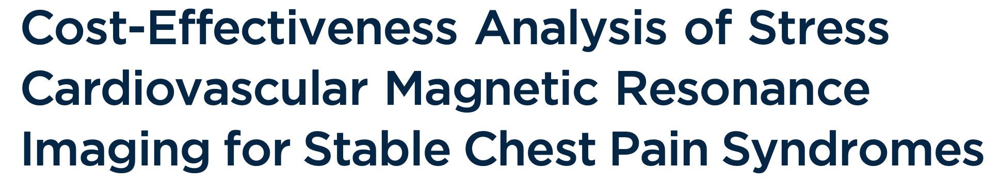 Cost-Effectiveness Analysis of Stress
Cardiovascular Magnetic Resonance
Imaging for Stable Chest Pain Syndromes